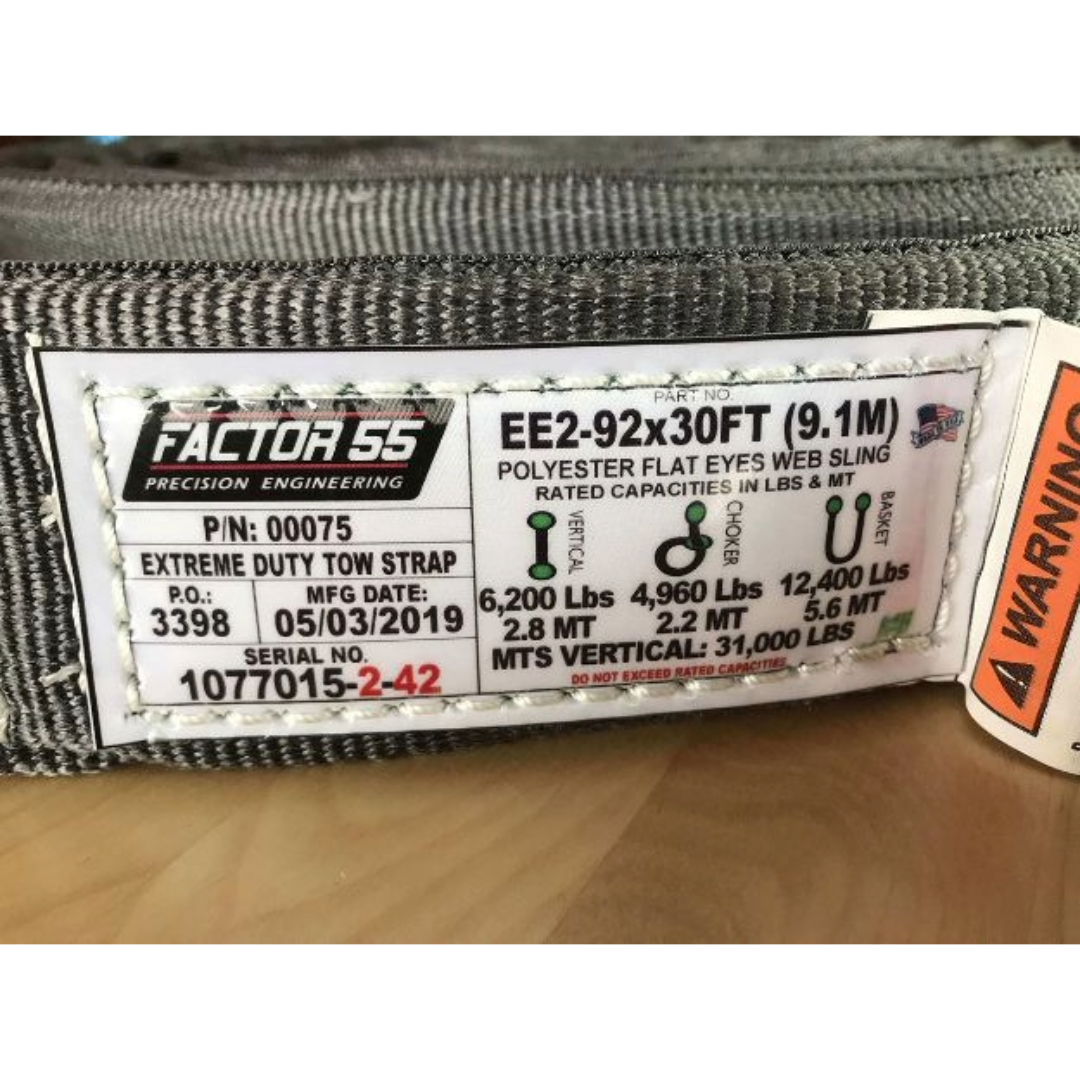 FACTOR 55
PRECISION ENGINEERING
P/N: 00075
EXTREME DUTY TOW STRAP
P.O.:
3398
MFG DATE:
05/03/2019
SERIAL NO.
1077015-2-42
PART NO.
EE2-92x30FT (9.1M)
POLYESTER FLAT EYES WEB SLING
RATED CAPACITIES IN LBS & MT
VERTICAL
CHOKER
BASKET
6,200 Lbs
4,960 Lbs
12,400 Lbs
2.8 MT
2.2 MT
5.6 MT
MTS VERTICAL: 31,000 LBS
DO NOT EXCEED RATED CAPACITIES
WARNING